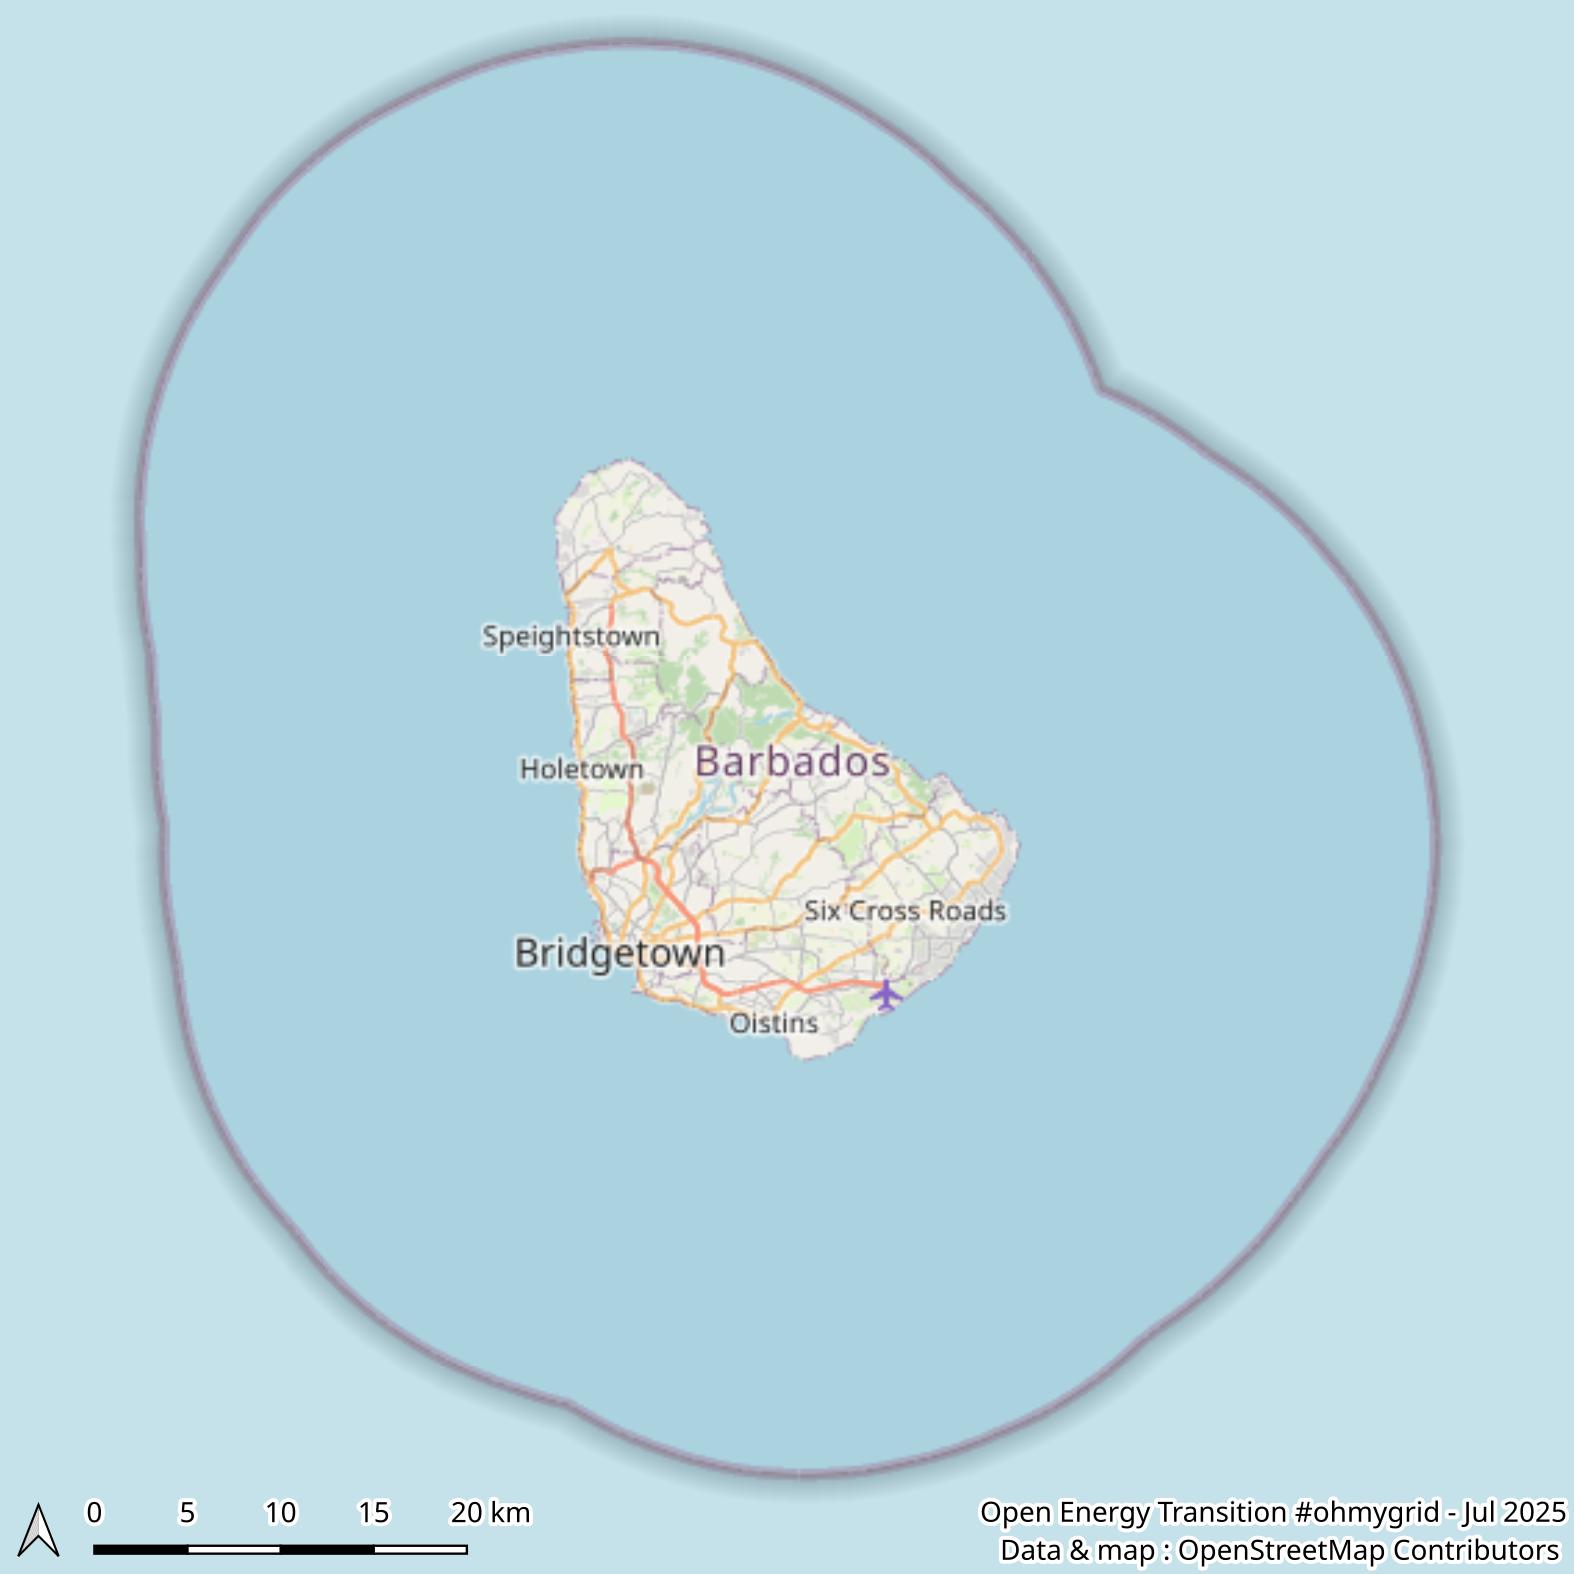 Speightstown
Barbados
Holetown
Six Cross Roads
Bridgetown
Oistins
0 5 10 15 20 km
Open Energy Transition #ohmygrid - Jul 2025
Data & map : OpenStreetMap Contributors